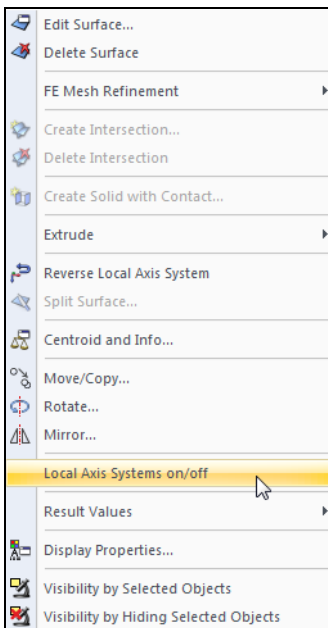 Edit Surface...
Delete Surface
FE Mesh Refinement
Create Intersection...
Delete Intersection
Create Solid with Contact...
Extrude
Reverse Local Axis System
Split Surface...
Centroid and Info...
Move/Copy...
Rotate...
Mirror...
Local Axis Systems on/off
Result Values
Display Properties...
Visibility by Selected Objects
Visibility by Hiding Selected Objects